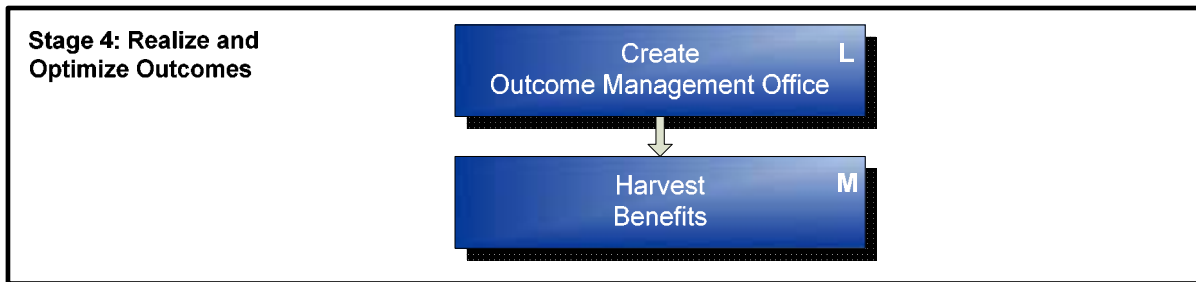 Stage 4: Realize and
Optimize Outcomes
Create
L
Outcome Management Office
Harvest
M
Benefits